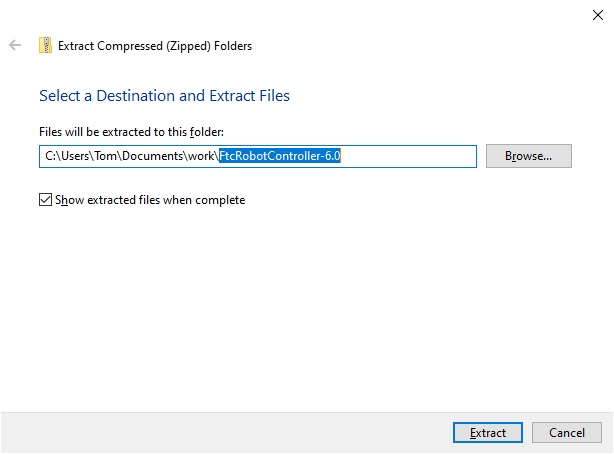 Extract Compressed (Zipped) Folders
Select a Destination and Extract Files
Files will be extracted to this folder:
C:\Users\Tom\Documents\work\FtcRobotController-6.0
Browse...
Show extracted files when complete
Extract
Cancel